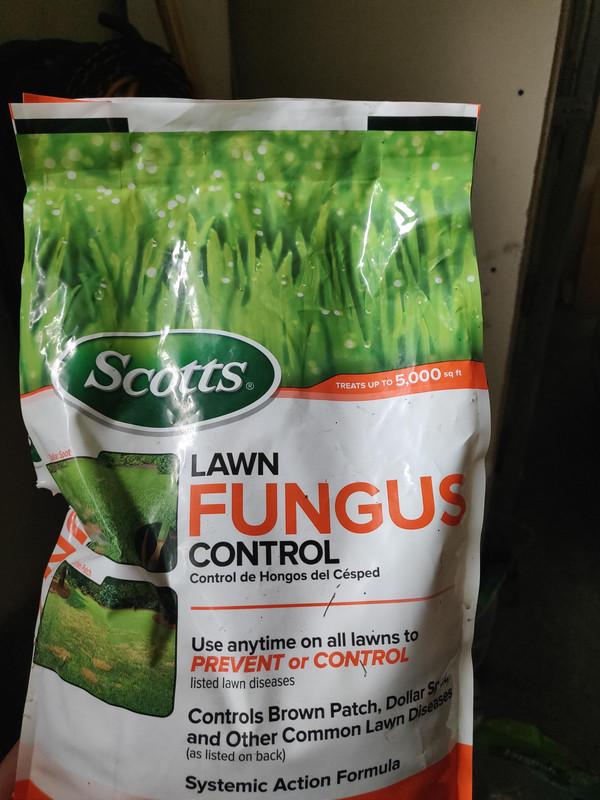 Scotts®
TREATS UP TO 5,000 sq ft
Dollar Spot
LAWN
FUNGUS
CONTROL
Control de Hongos del Césped
Use anytime on all lawns to
PREVENT or CONTROL
listed lawn diseases
Controls Brown Patch, Dollar
and Other Common Lawn Diseases
(as listed on back)
Systemic Action Formula